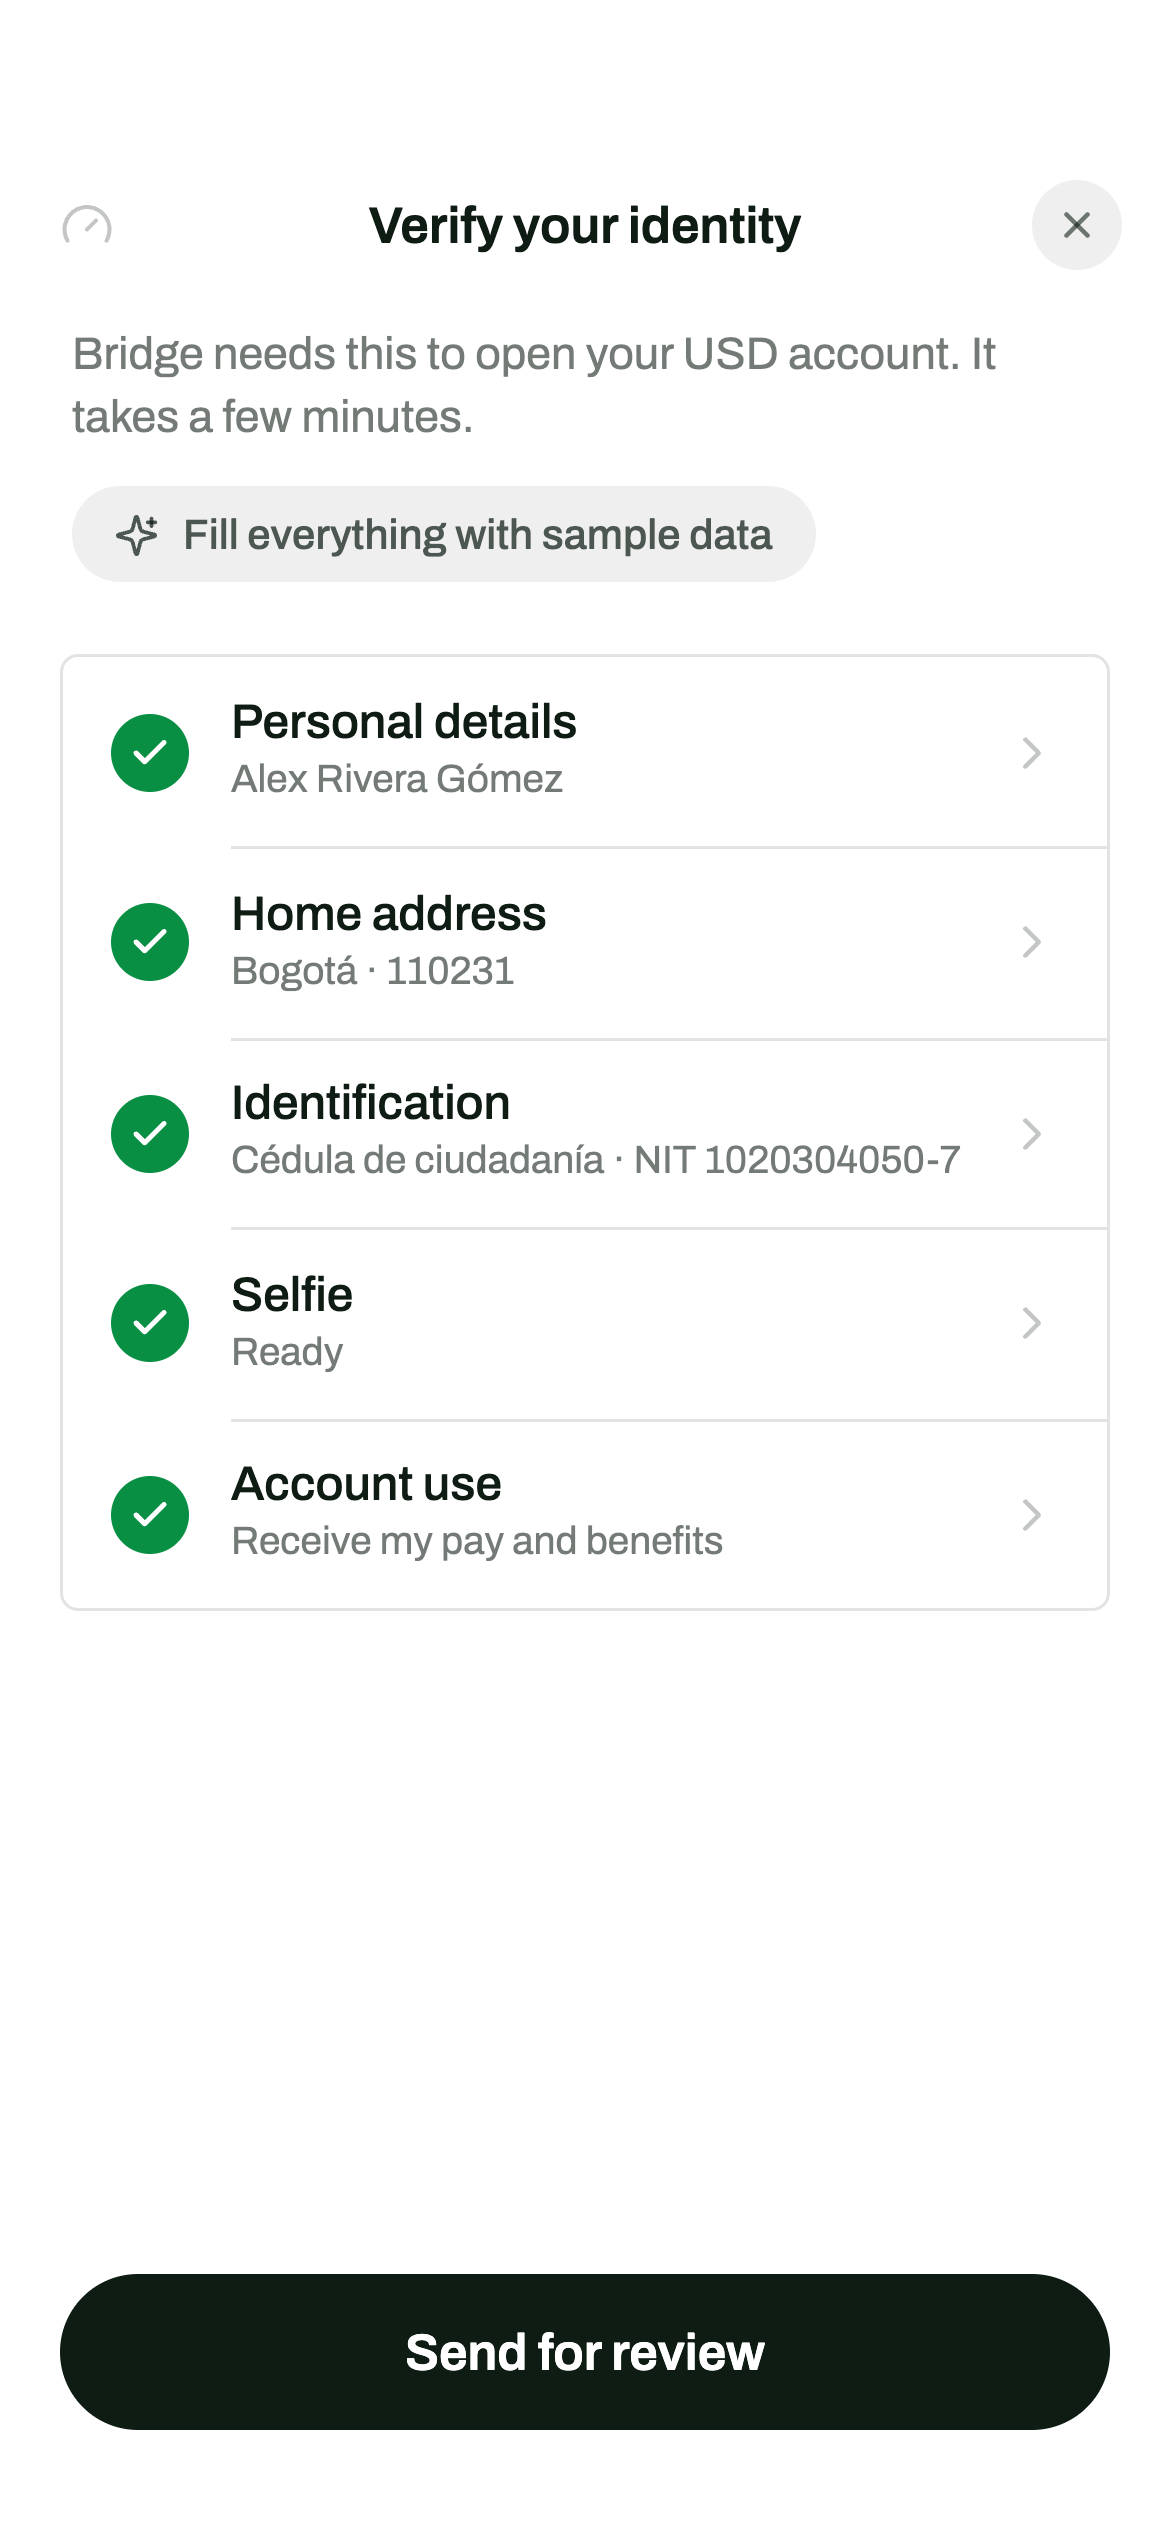 Verify your identity
Bridge needs this to open your USD account. It
takes a few minutes.
Fill everything with sample data
Personal details
Alex Rivera Gómez
Home address
Bogotá · 110231
Identification
Cédula de ciudadanía · NIT 1020304050-7
Selfie
Ready
Account use
Receive my pay and benefits
Send for review